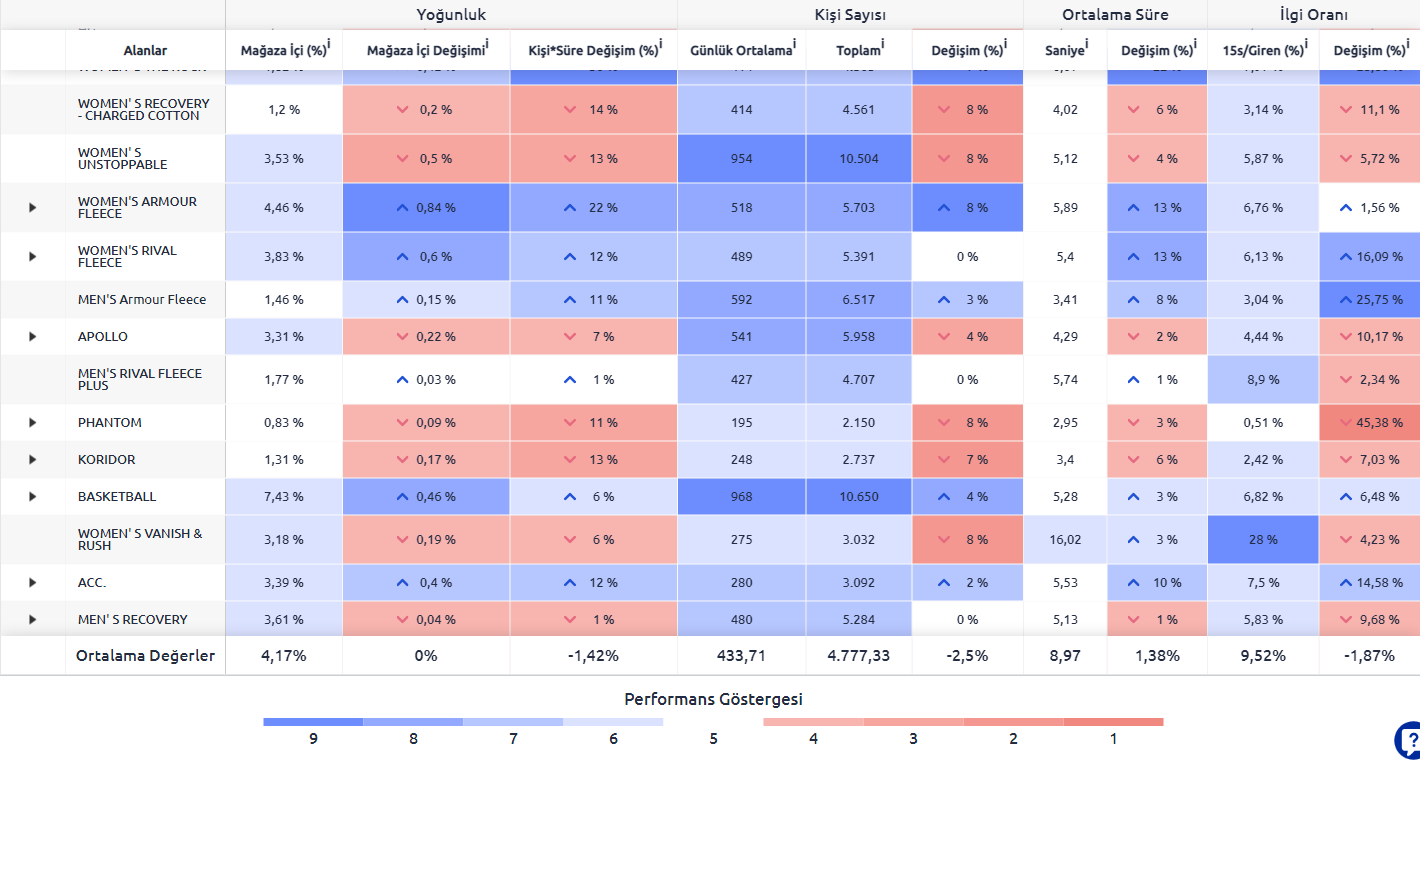 Yoğunluk Kişi Sayısı Ortalama Süre İlgi Oranı
Alanlar Mağaza İçi (%)i Mağaza İçi Değişimii Kişi*Süre Değişim (%)i Günlük Ortalamai Toplami Değişim (%)i Saniyei Değişim (%)i 15s/Giren (%)i Değişim (%)i
WOMEN' S RECOVERY
- CHARGED COTTON 1,2 % 0,2 % 14 % 414 4.561 8 % 4,02 6 % 3,14 % 11,1 %
WOMEN' S
UNSTOPPABLE 3,53 % 0,5 % 13 % 954 10.504 8 % 5,12 4 % 5,87 % 5,72 %
WOMEN'S ARMOUR
FLEECE 4,46 % 0,84 % 22 % 518 5.703 8 % 5,89 13 % 6,76 % 1,56 %
WOMEN'S RIVAL
FLEECE 3,83 % 0,6 % 12 % 489 5.391 0 % 5,4 13 % 6,13 % 16,09 %
MEN'S Armour Fleece 1,46 % 0,15 % 11 % 592 6.517 3 % 3,41 8 % 3,04 % 25,75 %
APOLLO 3,31 % 0,22 % 7 % 541 5.958 4 % 4,29 2 % 4,44 % 10,17 %
MEN'S RIVAL FLEECE
PLUS 1,77 % 0,03 % 1 % 427 4.707 0 % 5,74 1 % 8,9 % 2,34 %
PHANTOM 0,83 % 0,09 % 11 % 195 2.150 8 % 2,95 3 % 0,51 % 45,38 %
KORIDOR 1,31 % 0,17 % 13 % 248 2.737 7 % 3,4 6 % 2,42 % 7,03 %
BASKETBALL 7,43 % 0,46 % 6 % 968 10.650 4 % 5,28 3 % 6,82 % 6,48 %
WOMEN' S VANISH &
RUSH 3,18 % 0,19 % 6 % 275 3.032 8 % 16,02 3 % 28 % 4,23 %
ACC. 3,39 % 0,4 % 12 % 280 3.092 2 % 5,53 10 % 7,5 % 14,58 %
MEN' S RECOVERY 3,61 % 0,04 % 1 % 480 5.284 0 % 5,13 1 % 5,83 % 9,68 %
Ortalama Değerler 4,17% 0% -1,42% 433,71 4.777,33 -2,5% 8,97 1,38% 9,52% -1,87%
Performans Göstergesi
9 8 7 6 5 4 3 2 1
?